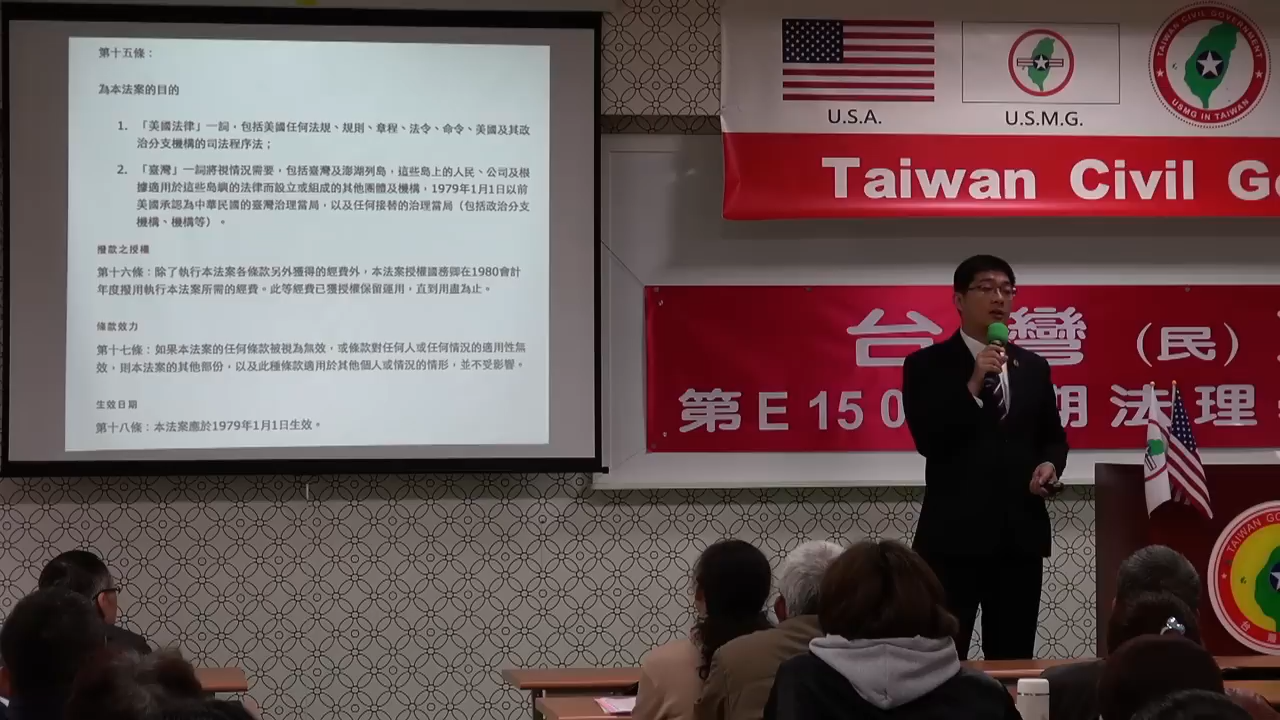 第十五條：
為本法案的目的
1. 「美國法律」一詞，包括美國任何法規、規則、章程、法令、命令、美國及其政
治分支機構的司法程序法；
2. 「臺灣」一詞將視情況需要，包括臺灣及澎湖列島，這些島上的人民、公司及根
據適用於這些島嶼的法律而設立或組成的其他團體及機構，1979年1月1日以前
美國承認為中華民國的臺灣治理當局，以及任何接替的治理當局（包括政治分支
機構、機構等）。
撥款之授權
第十六條：除了執行本法案各條款另外獲得的經費外，本法案授權國務卿在1980會計
年度撥用執行本法案所需的經費。此等經費已獲授權保留運用，直到用盡為止。
條款效力
第十七條：如果本法案的任何條款被視為無效，或條款對任何人或任何情況的適用性無
效，則本法案的其他部份，以及此種條款適用於其他個人或情況的情形，並不受影響。
生效日期
第十八條：本法案應於1979年1月1日生效。
U.S.A.
U.S.M.G.
TAIWAN CIVIL GOVERNMENT
USMG IN TAIWAN
Taiwan Civil G
台灣（民）
第E150 期法理
TAIWAN GO
台灣